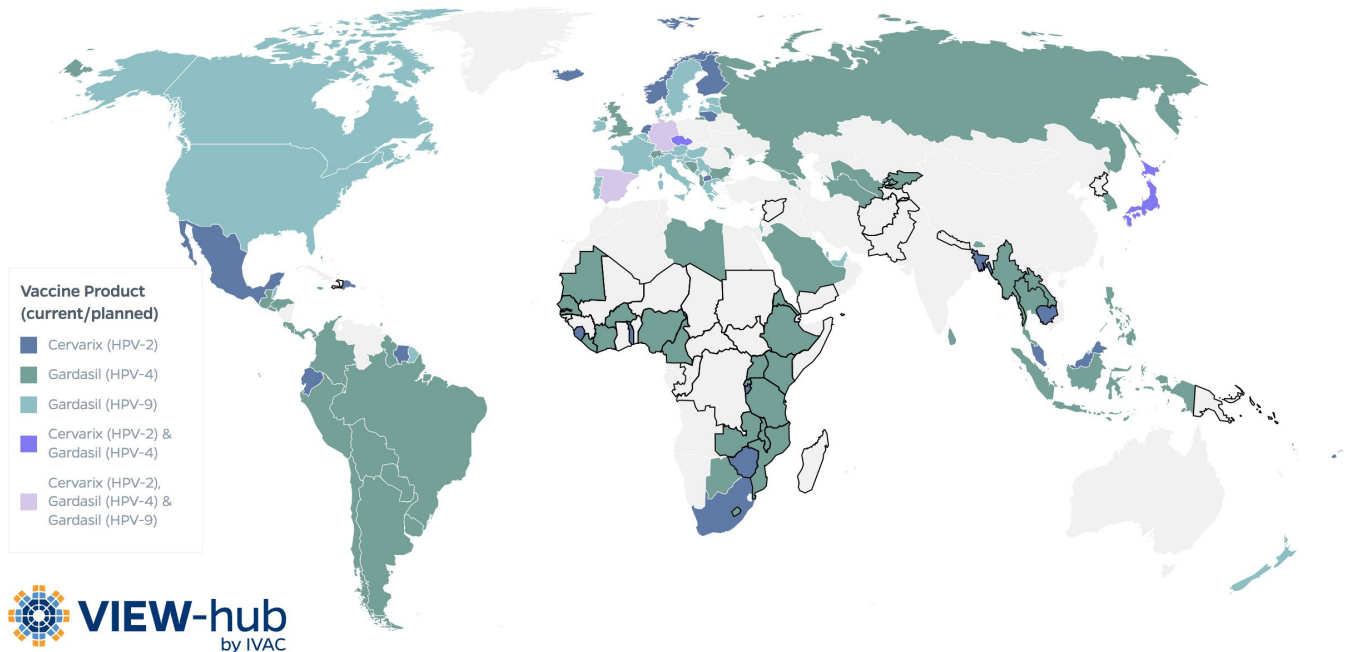 Vaccine Product
(current/planned)
Cervarix (HPV-2)
Gardasil (HPV-4)
Gardasil (HPV-9)
Cervarix (HPV-2) &
Gardasil (HPV-4)
Cervarix (HPV-2),
Gardasil (HPV-4) &
Gardasil (HPV-9)
VIEW-hub
by IVAC